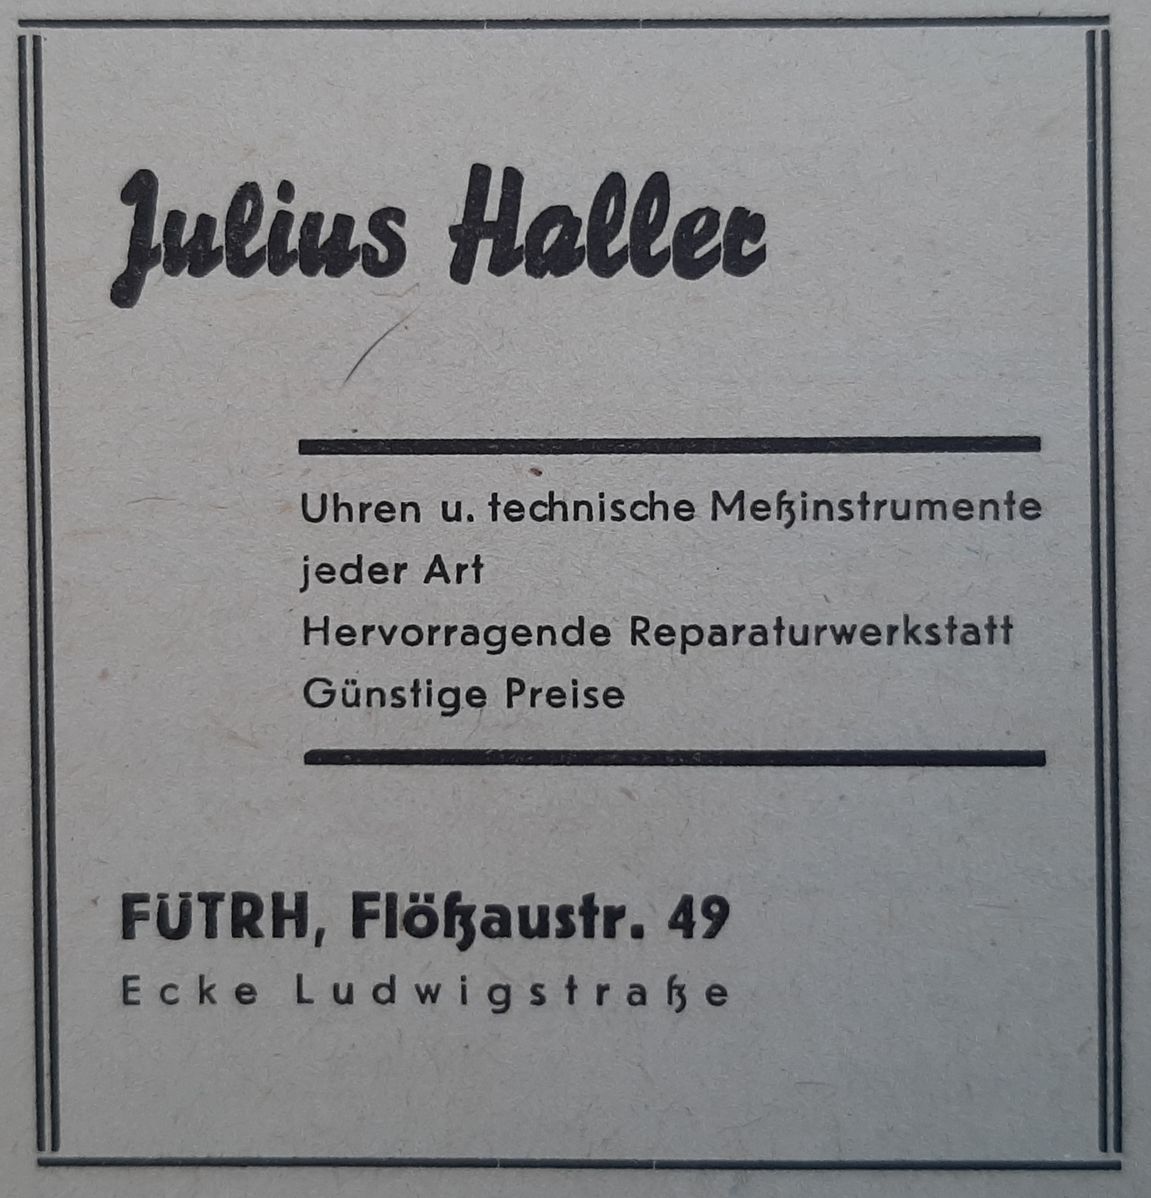 Julius Haller
Uhren u. technische Meßinstrumente
jeder Art
Hervorragende Reparaturwerkstatt
Günstige Preise
FÜTRH, Flößaustr. 49
Ecke Ludwigstraße